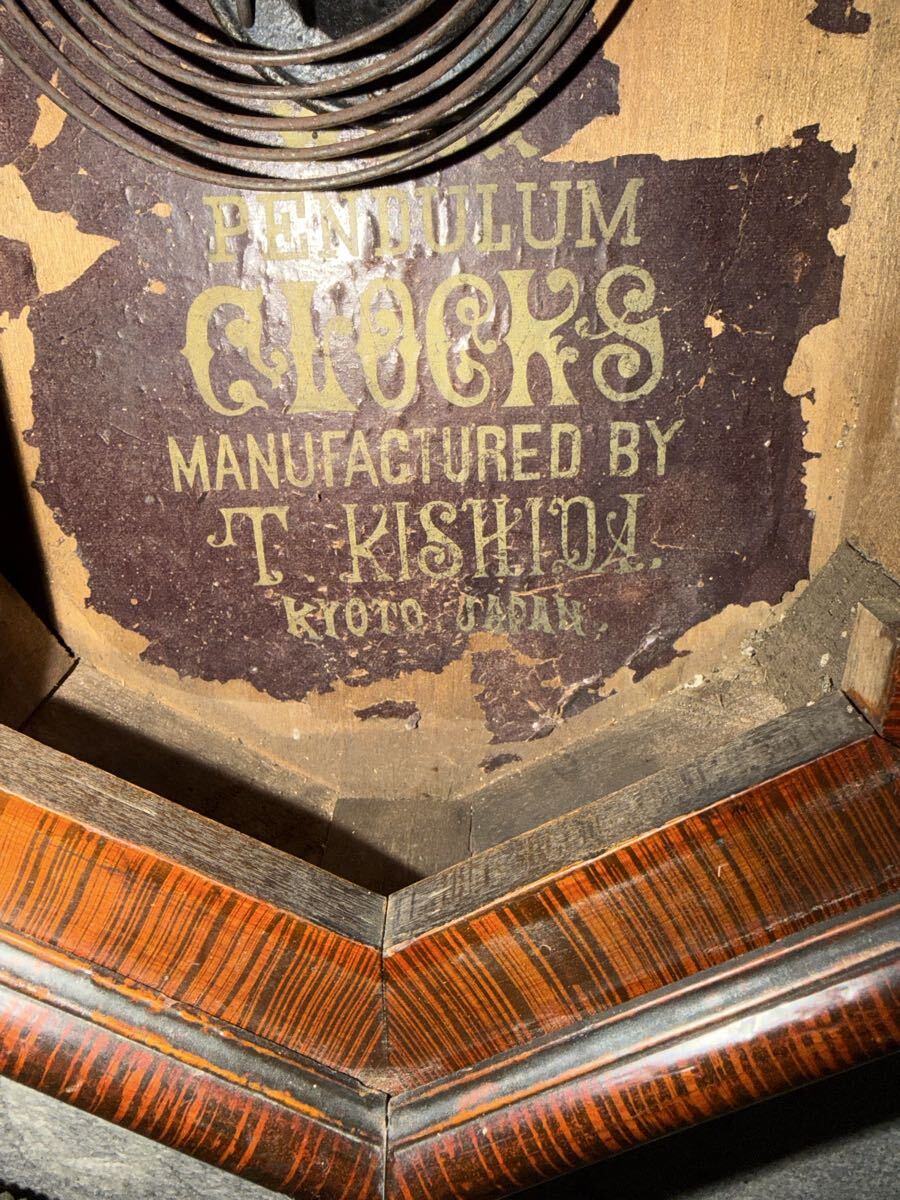 PENDULUM
CLOCKS
MANUFACTURED BY
T KISHIDA.
KYOTO JAPAN,